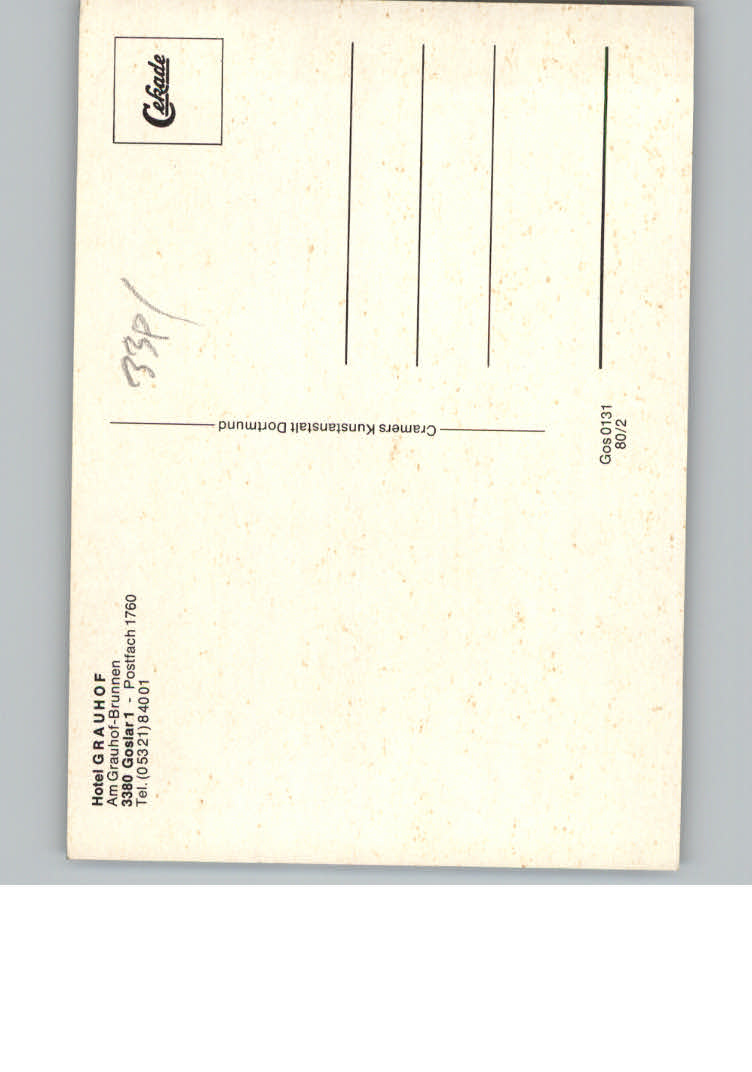 Hotel GRAUHOF
Am Grauhof-Brunnen
3380 Goslar 1 - Postfach 1760
Tel. (05321) 84001
Cramers Kunstanstalt Dortmund
Cekade
33P/
Gos 0131
80/2